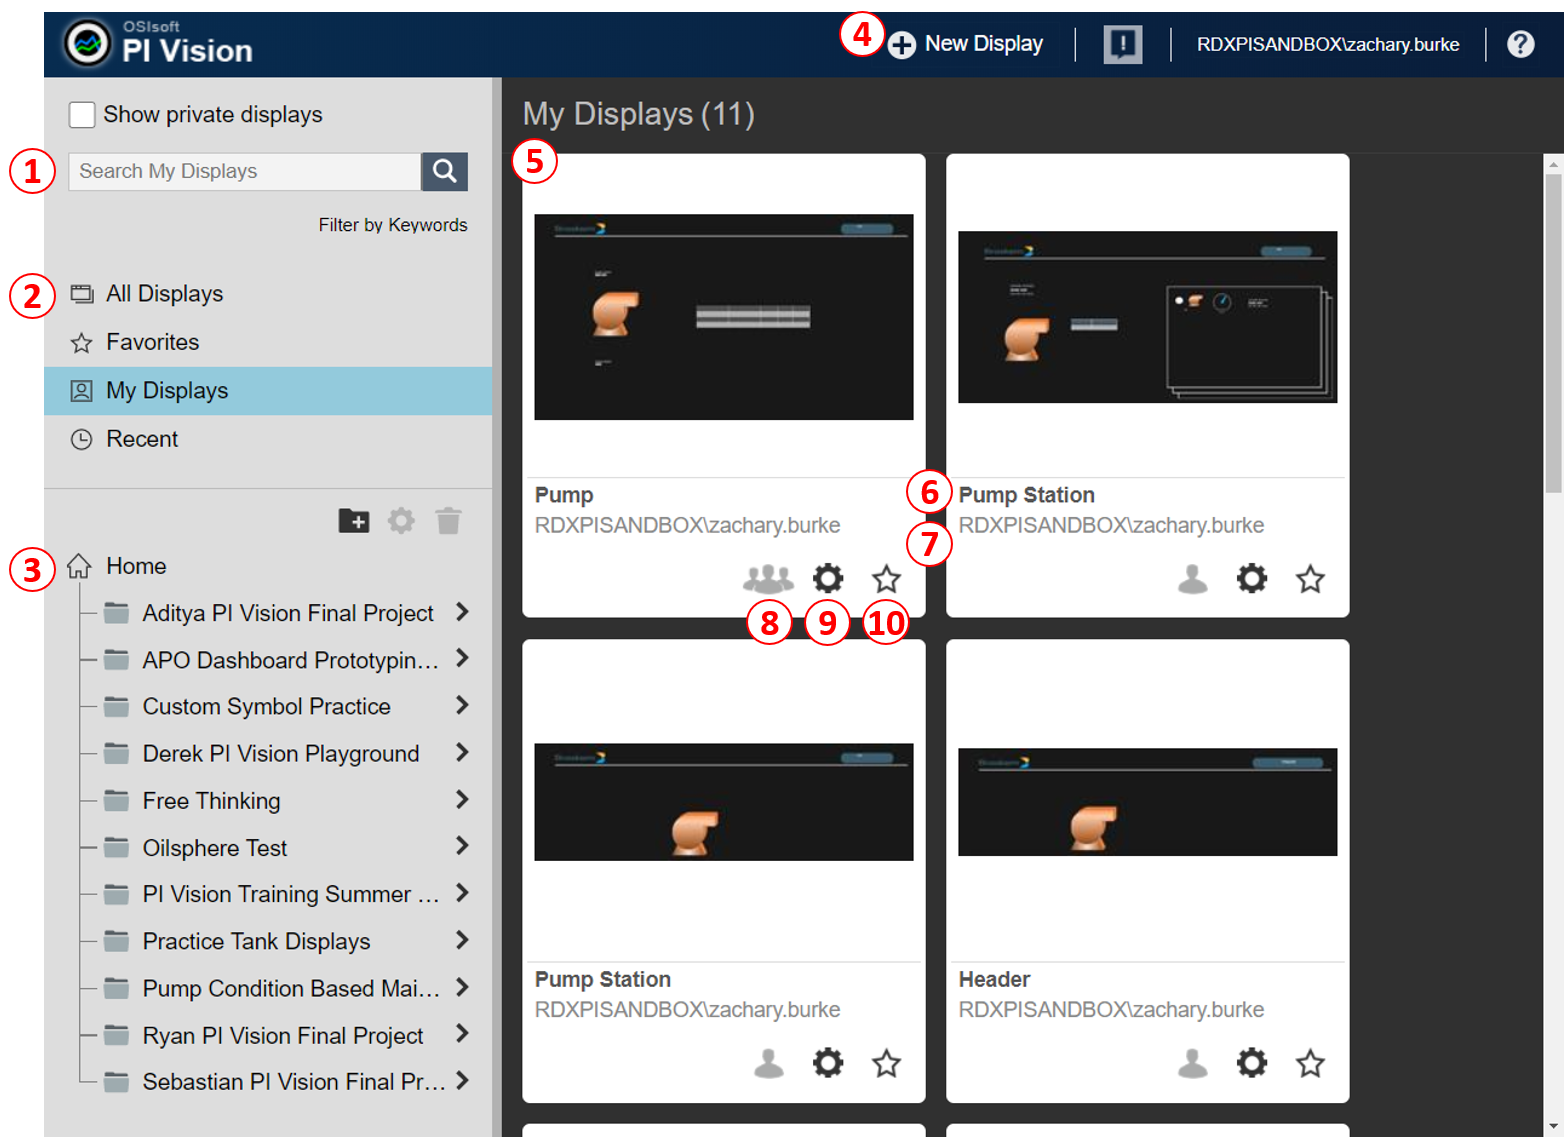 OSIsoft
PI Vision
4
New Display
RDXPISANDBOX\zachary.burke
?
Show private displays
1
Search My Displays
Filter by Keywords
2
All Displays
Favorites
My Displays
Recent
3
Home
Aditya PI Vision Final Project
APO Dashboard Prototypin...
Custom Symbol Practice
Derek PI Vision Playground
Free Thinking
Oilsphere Test
PI Vision Training Summer ...
Practice Tank Displays
Pump Condition Based Mai...
Ryan PI Vision Final Project
Sebastian PI Vision Final Pr...
My Displays (11)
5
Pump
RDXPISANDBOX\zachary.burke
8
9
10
6
Pump Station
7
RDXPISANDBOX\zachary.burke
Pump Station
RDXPISANDBOX\zachary.burke
Header
RDXPISANDBOX\zachary.burke